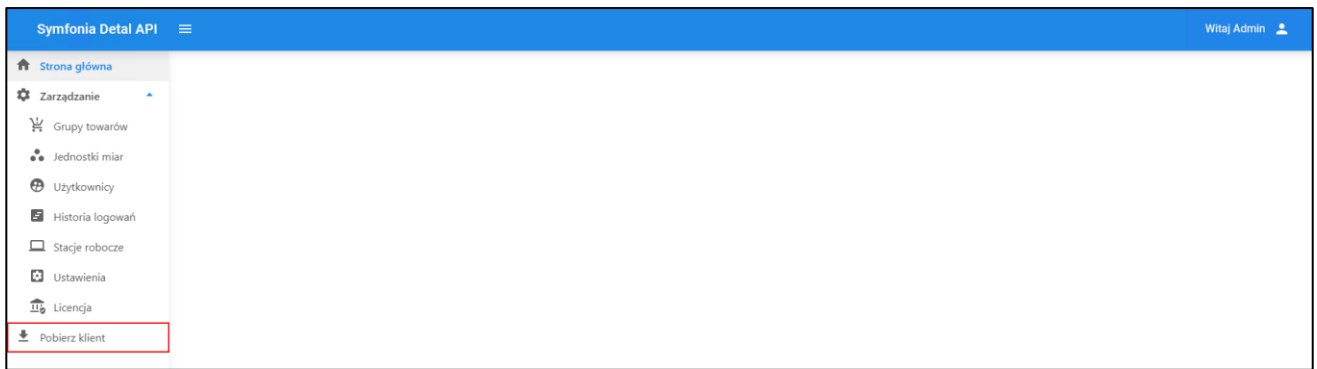 Symfonia Detal API
Witaj Admin
Strona główna
Zarządzanie
Grupy towarów
Jednostki miar
Użytkownicy
Historia logowań
Stacje robocze
Ustawienia
Licencja
Pobierz klient